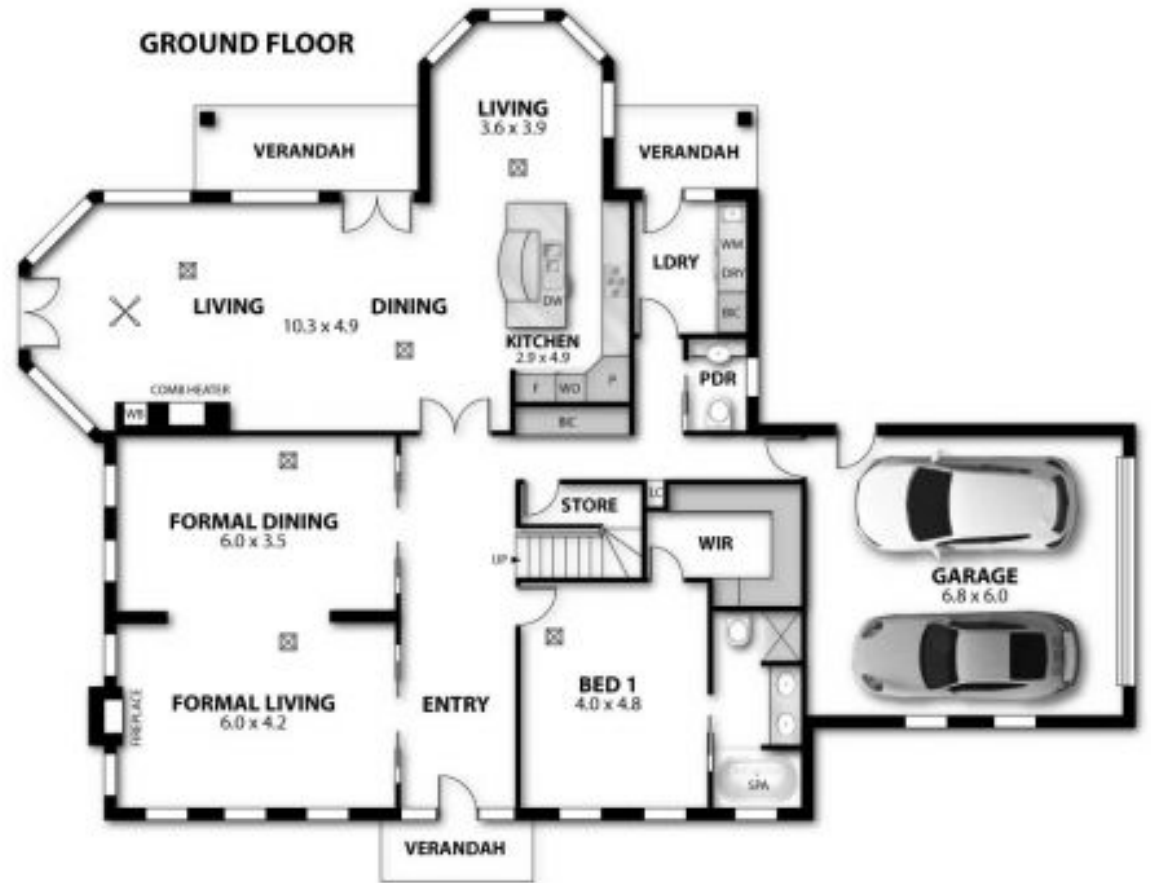 GROUND FLOOR
LIVING
3.6 x 3.9
VERANDAH
VERANDAH
LDRY
WM
DRY
BIC
LIVING
DINING
10.3 x 4.9
DW
KITCHEN
2.9 x 4.9
F
WO
P
PDR
COMB HEATER
WB
BIC
FORMAL DINING
6.0 x 3.5
STORE
LC
WIR
UP
GARAGE
6.8 x 6.0
FORMAL LIVING
6.0 x 4.2
FIREPLACE
ENTRY
BED 1
4.0 x 4.8
SPA
VERANDAH